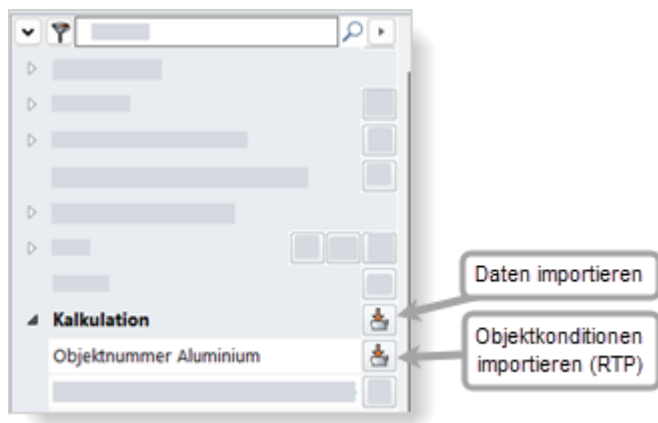 Daten importieren
Kalkulation
Objektkonditionen
importieren (RTP)
Objektnummer Aluminium